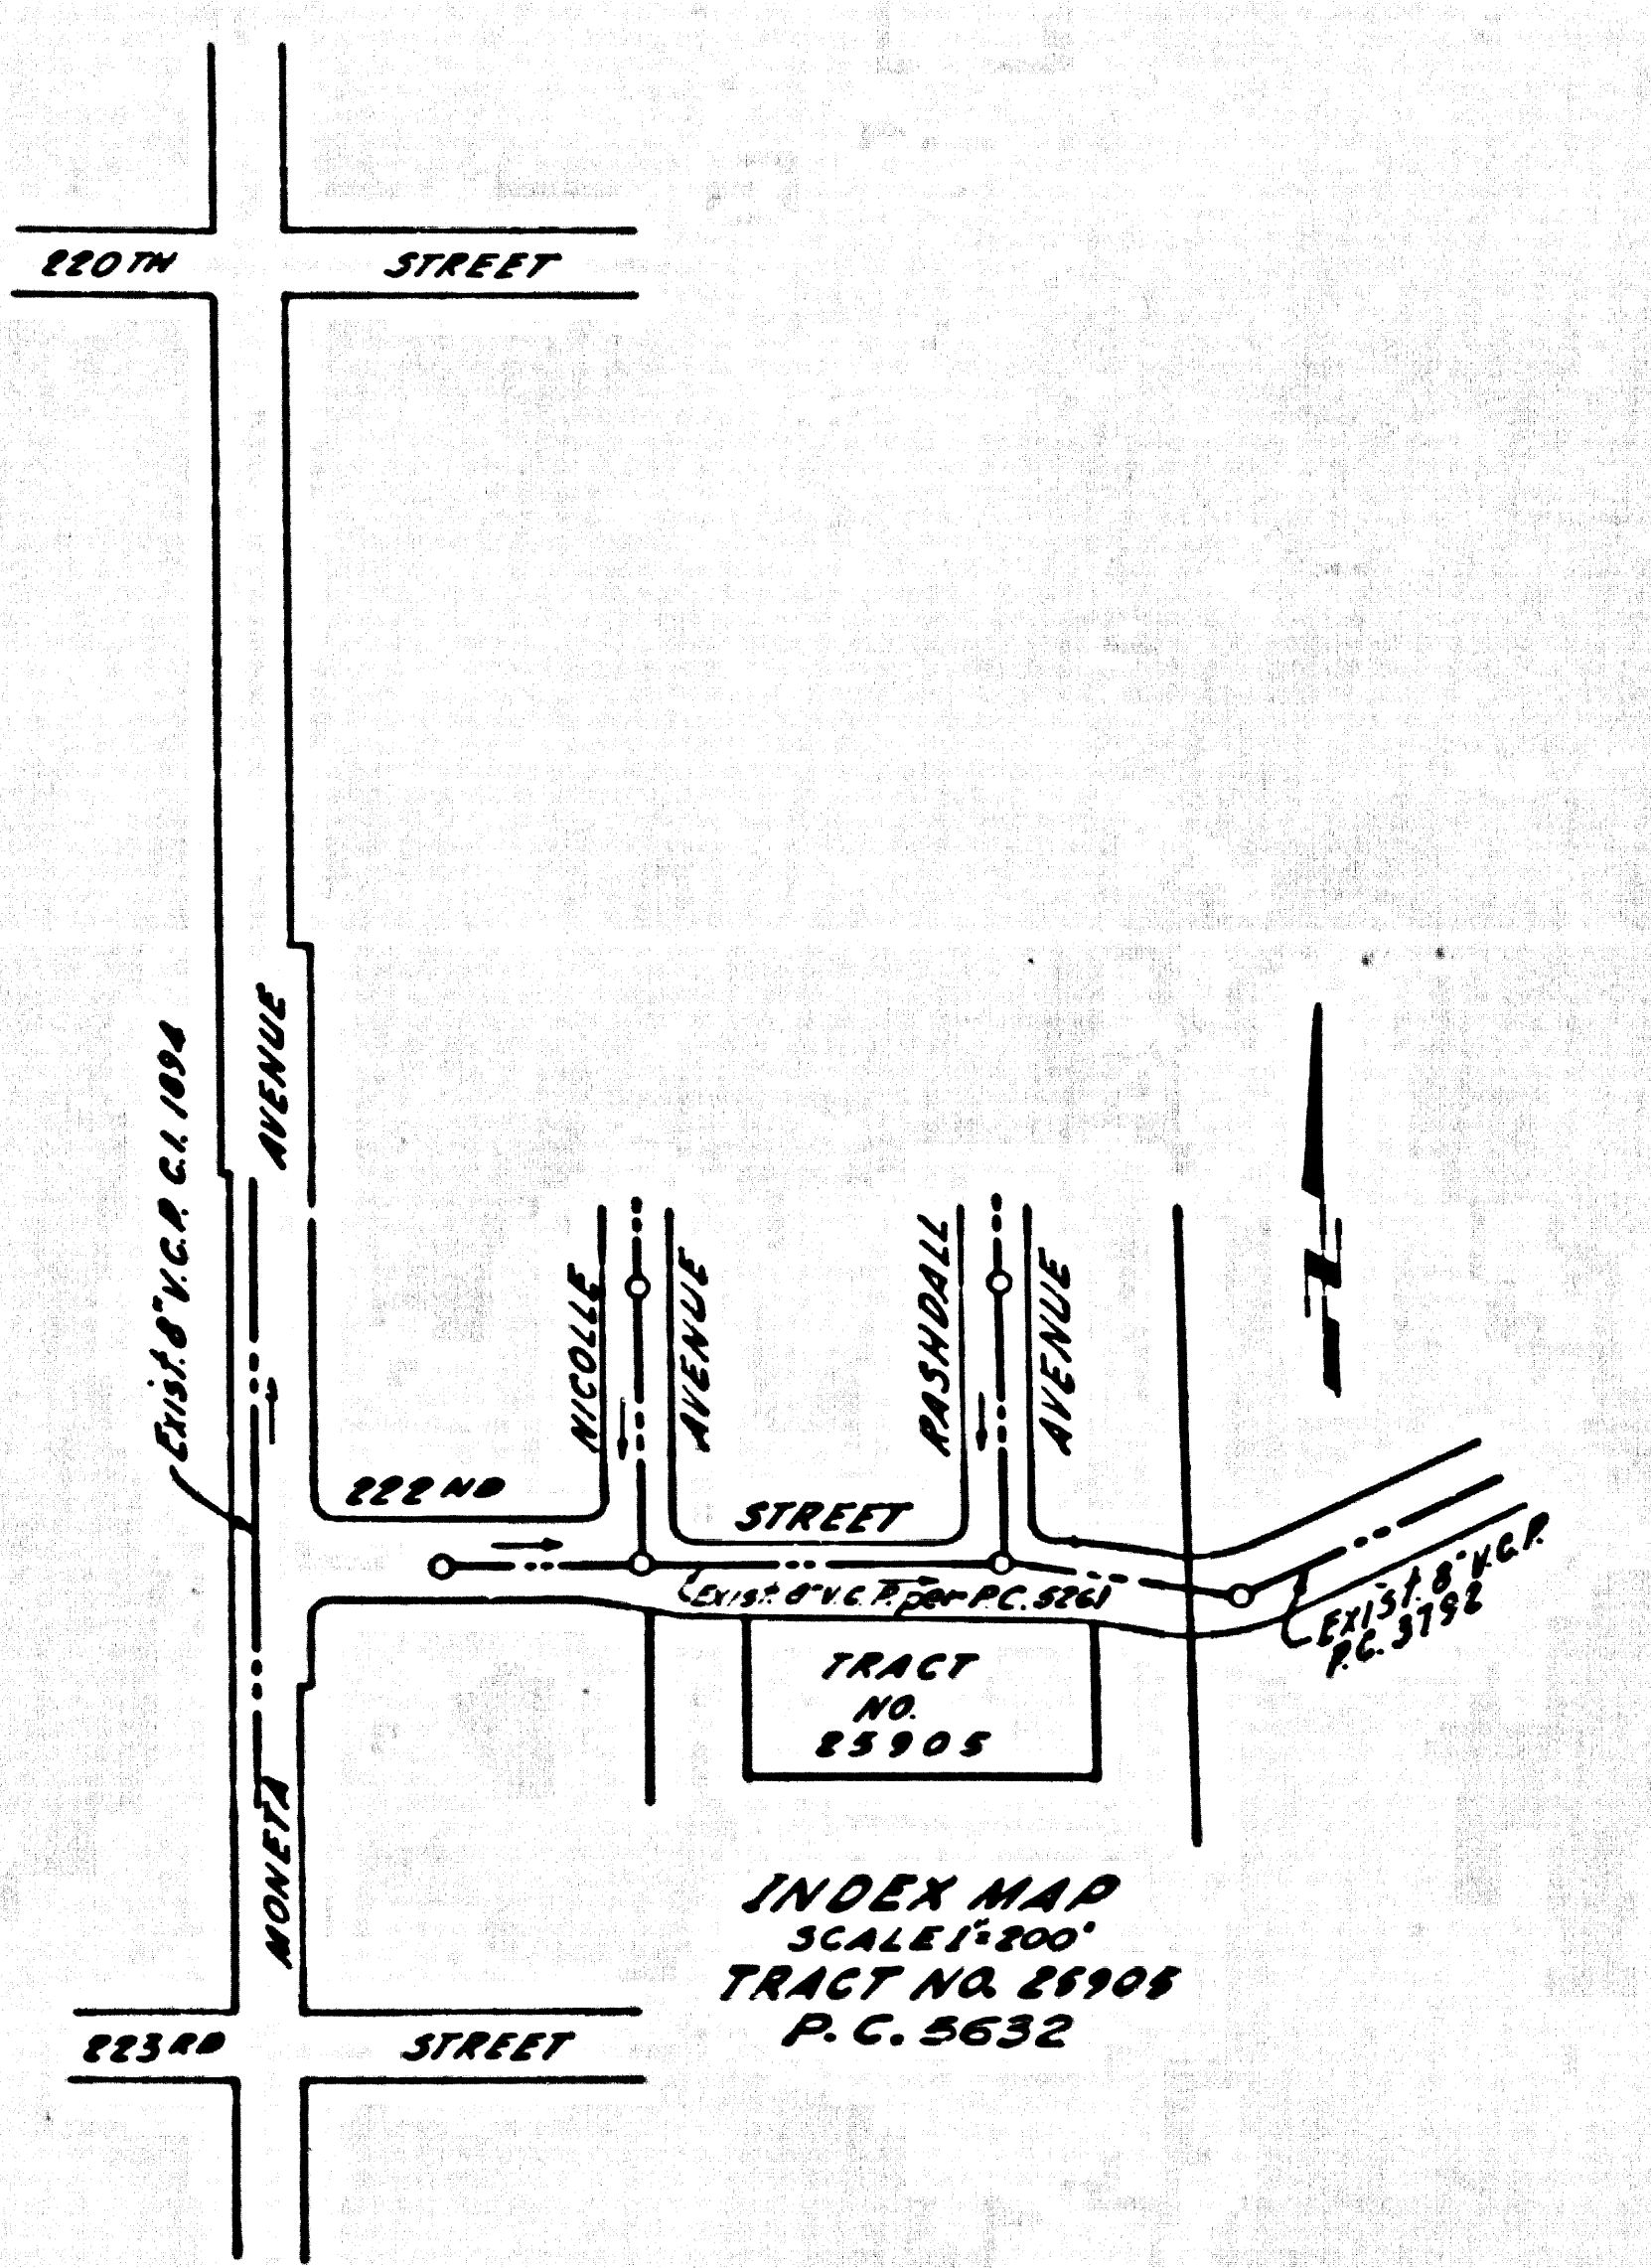 220TH STREET
AVENUE
Exist. 8" V.C.P. C.I. 1094
NICOLLE
AVENUE
RASHDALL
AVENUE
222ND
STREET
Exist. 8" V.C.P. per P.C. 5261
EXIST. 8" V.C.P.
P.C. 3792
TRACT
NO.
25905
MONETA
INDEX MAP
SCALE 1"=200'
TRACT NO. 25905
P.C. 5632
223RD STREET